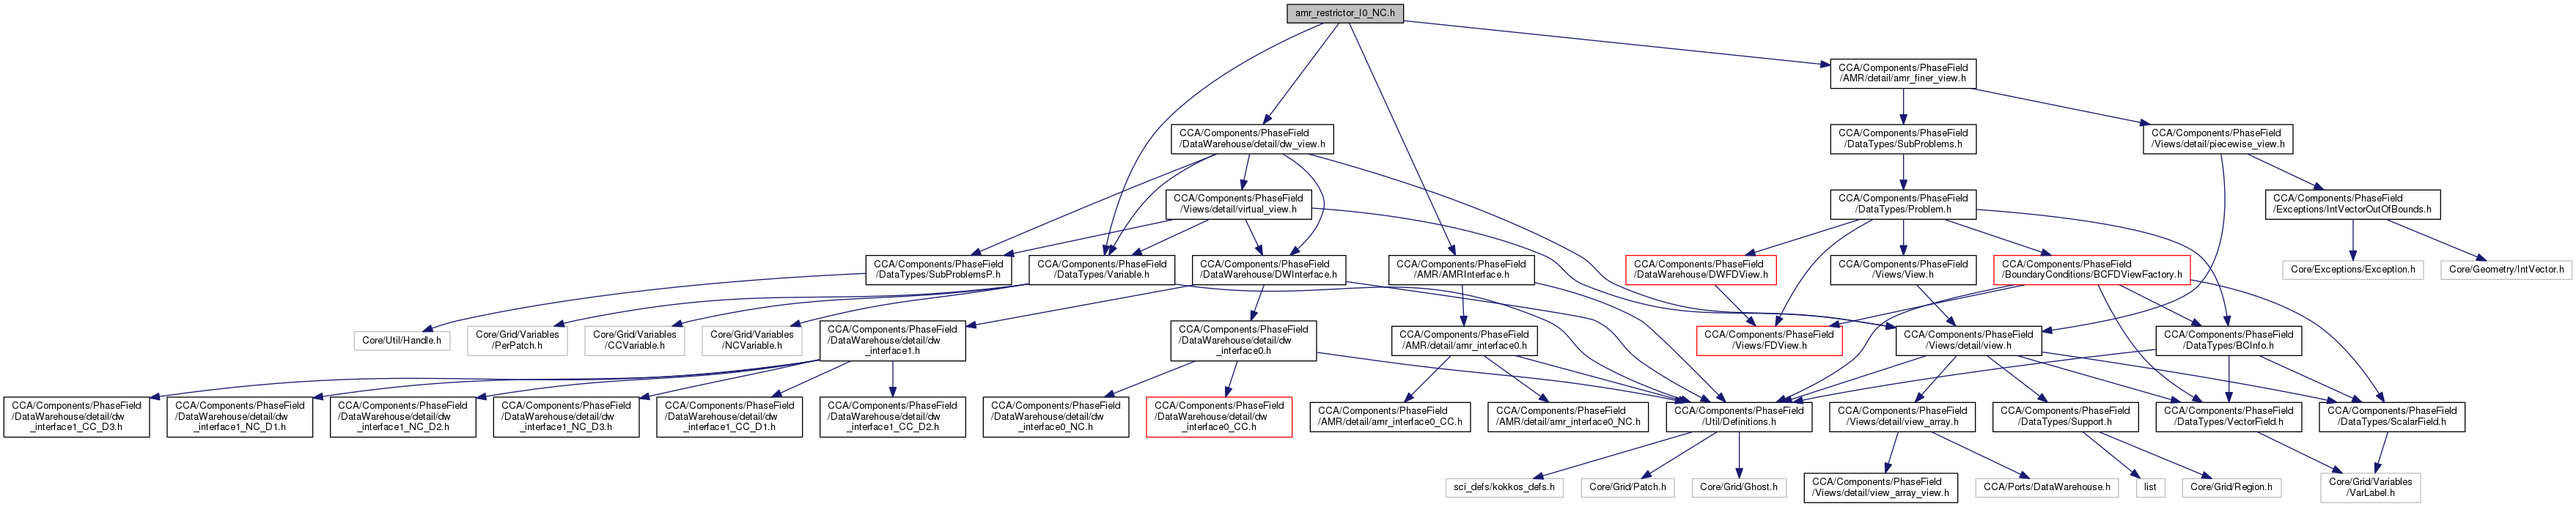 amr_restrictor_I0_NC.h
CCA/Components/PhaseField
/AMR/detail/amr_finer_view.h
CCA/Components/PhaseField
/DataWarehouse/detail/dw_view.h
CCA/Components/PhaseField
/DataTypes/SubProblems.h
CCA/Components/PhaseField
/Views/detail/piecewise_view.h
CCA/Components/PhaseField
/Views/detail/virtual_view.h
CCA/Components/PhaseField
/DataTypes/Problem.h
CCA/Components/PhaseField
/Exceptions/IntVectorOutOfBounds.h
CCA/Components/PhaseField
/DataTypes/SubProblemsP.h
CCA/Components/PhaseField
/DataTypes/Variable.h
CCA/Components/PhaseField
/DataWarehouse/DWInterface.h
CCA/Components/PhaseField
/AMR/AMRInterface.h
CCA/Components/PhaseField
/DataWarehouse/DWFDView.h
CCA/Components/PhaseField
/Views/View.h
CCA/Components/PhaseField
/BoundaryConditions/BCFDViewFactory.h
Core/Exceptions/Exception.h
Core/Geometry/IntVector.h
Core/Util/Handle.h
Core/Grid/Variables
/PerPatch.h
Core/Grid/Variables
/CCVariable.h
Core/Grid/Variables
/NCVariable.h
CCA/Components/PhaseField
/DataWarehouse/detail/dw
_interface1.h
CCA/Components/PhaseField
/DataWarehouse/detail/dw
_interface0.h
CCA/Components/PhaseField
/AMR/detail/amr_interface0.h
CCA/Components/PhaseField
/Views/FDView.h
CCA/Components/PhaseField
/Views/detail/view.h
CCA/Components/PhaseField
/DataTypes/BCInfo.h
CCA/Components/PhaseField
/DataWarehouse/detail/dw
_interface1_CC_D3.h
CCA/Components/PhaseField
/DataWarehouse/detail/dw
_interface1_NC_D1.h
CCA/Components/PhaseField
/DataWarehouse/detail/dw
_interface1_NC_D2.h
CCA/Components/PhaseField
/DataWarehouse/detail/dw
_interface1_NC_D3.h
CCA/Components/PhaseField
/DataWarehouse/detail/dw
_interface1_CC_D1.h
CCA/Components/PhaseField
/DataWarehouse/detail/dw
_interface1_CC_D2.h
CCA/Components/PhaseField
/DataWarehouse/detail/dw
_interface0_NC.h
CCA/Components/PhaseField
/DataWarehouse/detail/dw
_interface0_CC.h
CCA/Components/PhaseField
/AMR/detail/amr_interface0_CC.h
CCA/Components/PhaseField
/AMR/detail/amr_interface0_NC.h
CCA/Components/PhaseField
/Util/Definitions.h
CCA/Components/PhaseField
/Views/detail/view_array.h
CCA/Components/PhaseField
/DataTypes/Support.h
CCA/Components/PhaseField
/DataTypes/VectorField.h
CCA/Components/PhaseField
/DataTypes/ScalarField.h
sci_defs/kokkos_defs.h
Core/Grid/Patch.h
Core/Grid/Ghost.h
CCA/Components/PhaseField
/Views/detail/view_array_view.h
CCA/Ports/DataWarehouse.h
list
Core/Grid/Region.h
Core/Grid/Variables
/VarLabel.h